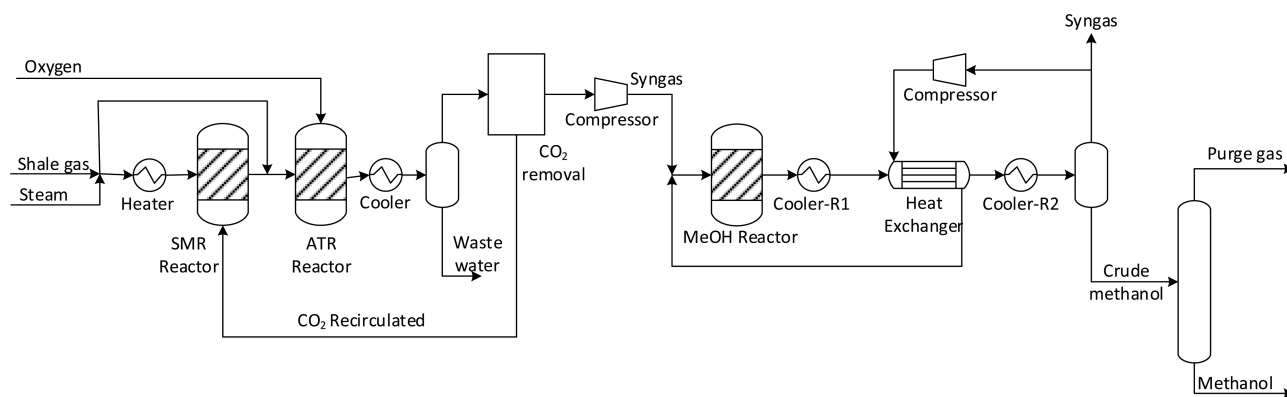 Oxygen
Shale gas
Steam
Heater
SMR
Reactor
ATR
Reactor
Cooler
Waste
water
CO₂ Recirculated
CO₂
removal
Compressor
Syngas
MeOH Reactor
Cooler-R1
Heat
Exchanger
Compressor
Syngas
Cooler-R2
Crude
methanol
Purge gas
Methanol